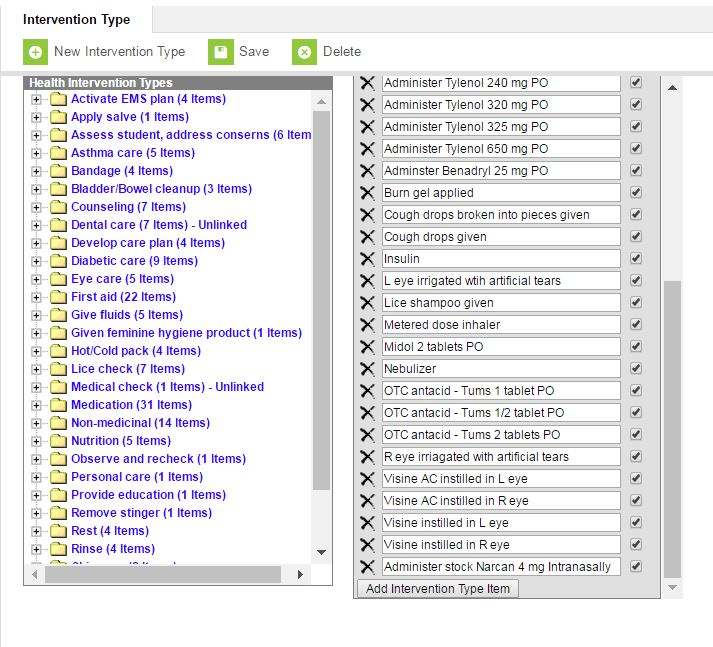 Intervention Type
New Intervention Type Save Delete
Health Intervention Types
Activate EMS plan (4 Items)
Apply salve (1 Items)
Assess student, address conserns (6 Item
Asthma care (5 Items)
Bandage (4 Items)
Bladder/Bowel cleanup (3 Items)
Counseling (7 Items)
Dental care (7 Items) - Unlinked
Develop care plan (4 Items)
Diabetic care (9 Items)
Eye care (5 Items)
First aid (22 Items)
Give fluids (5 Items)
Given feminine hygiene product (1 Items)
Hot/Cold pack (4 Items)
Lice check (7 Items)
Medical check (1 Items) - Unlinked
Medication (31 Items)
Non-medicinal (14 Items)
Nutrition (5 Items)
Observe and recheck (1 Items)
Personal care (1 Items)
Provide education (1 Items)
Remove stinger (1 Items)
Rest (4 Items)
Rinse (4 Items)
Administer Tylenol 240 mg PO
Administer Tylenol 320 mg PO
Administer Tylenol 325 mg PO
Administer Tylenol 650 mg PO
Adminster Benadryl 25 mg PO
Burn gel applied
Cough drops broken into pieces given
Cough drops given
Insulin
L eye irrigated wtih artificial tears
Lice shampoo given
Metered dose inhaler
Midol 2 tablets PO
Nebulizer
OTC antacid - Tums 1 tablet PO
OTC antacid - Tums 1/2 tablet PO
OTC antacid - Tums 2 tablets PO
R eye irriagated with artificial tears
Visine AC instilled in L eye
Visine AC instilled in R eye
Visine instilled in L eye
Visine instilled in R eye
Administer stock Narcan 4 mg Intranasally
Add Intervention Type Item